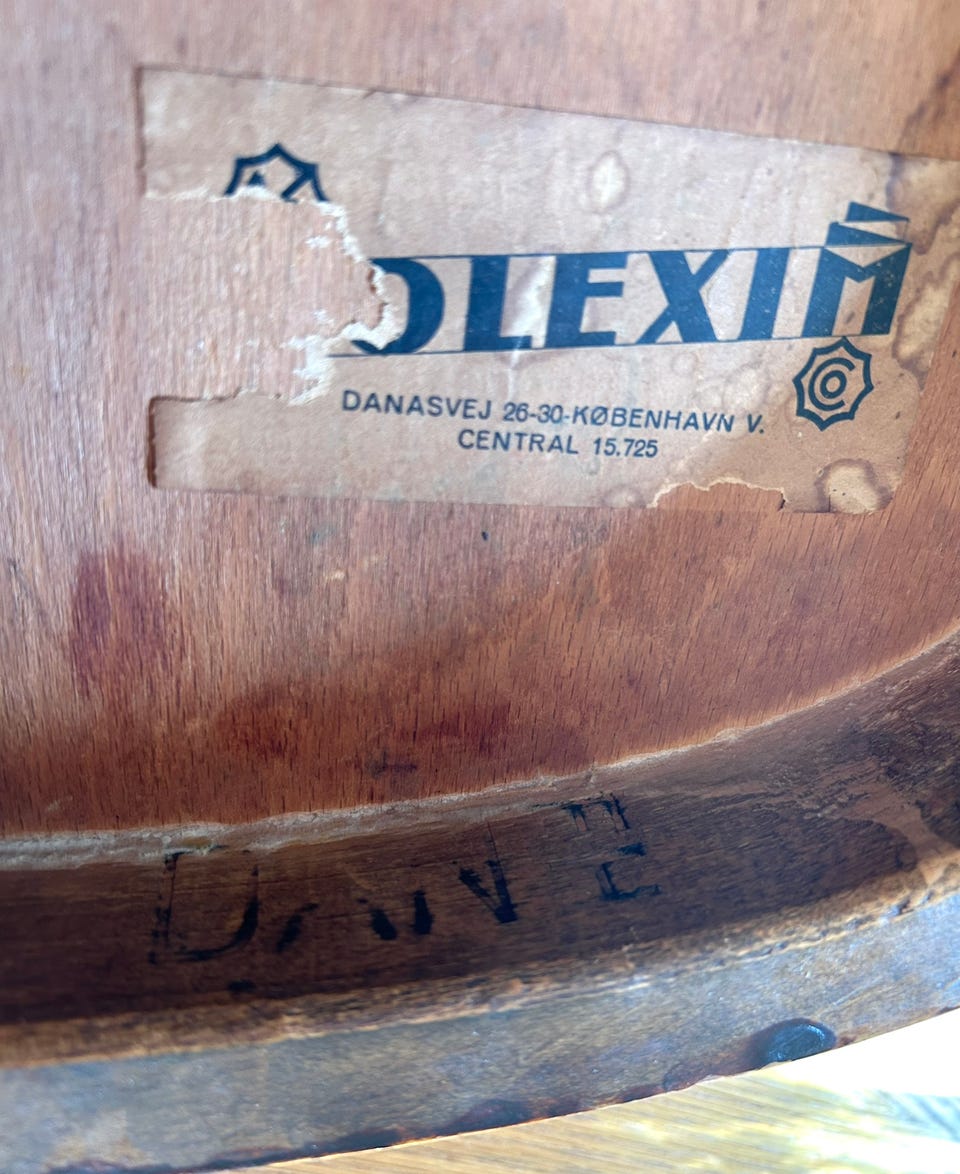 OLEXIM
DANASVEJ 26-30-KØBENHAVN V.
CENTRAL 15.725